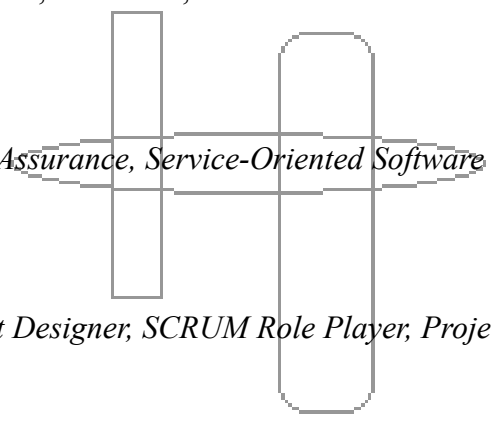 Assurance, Service-Oriented Software
t Designer, SCRUM Role Player, Proje